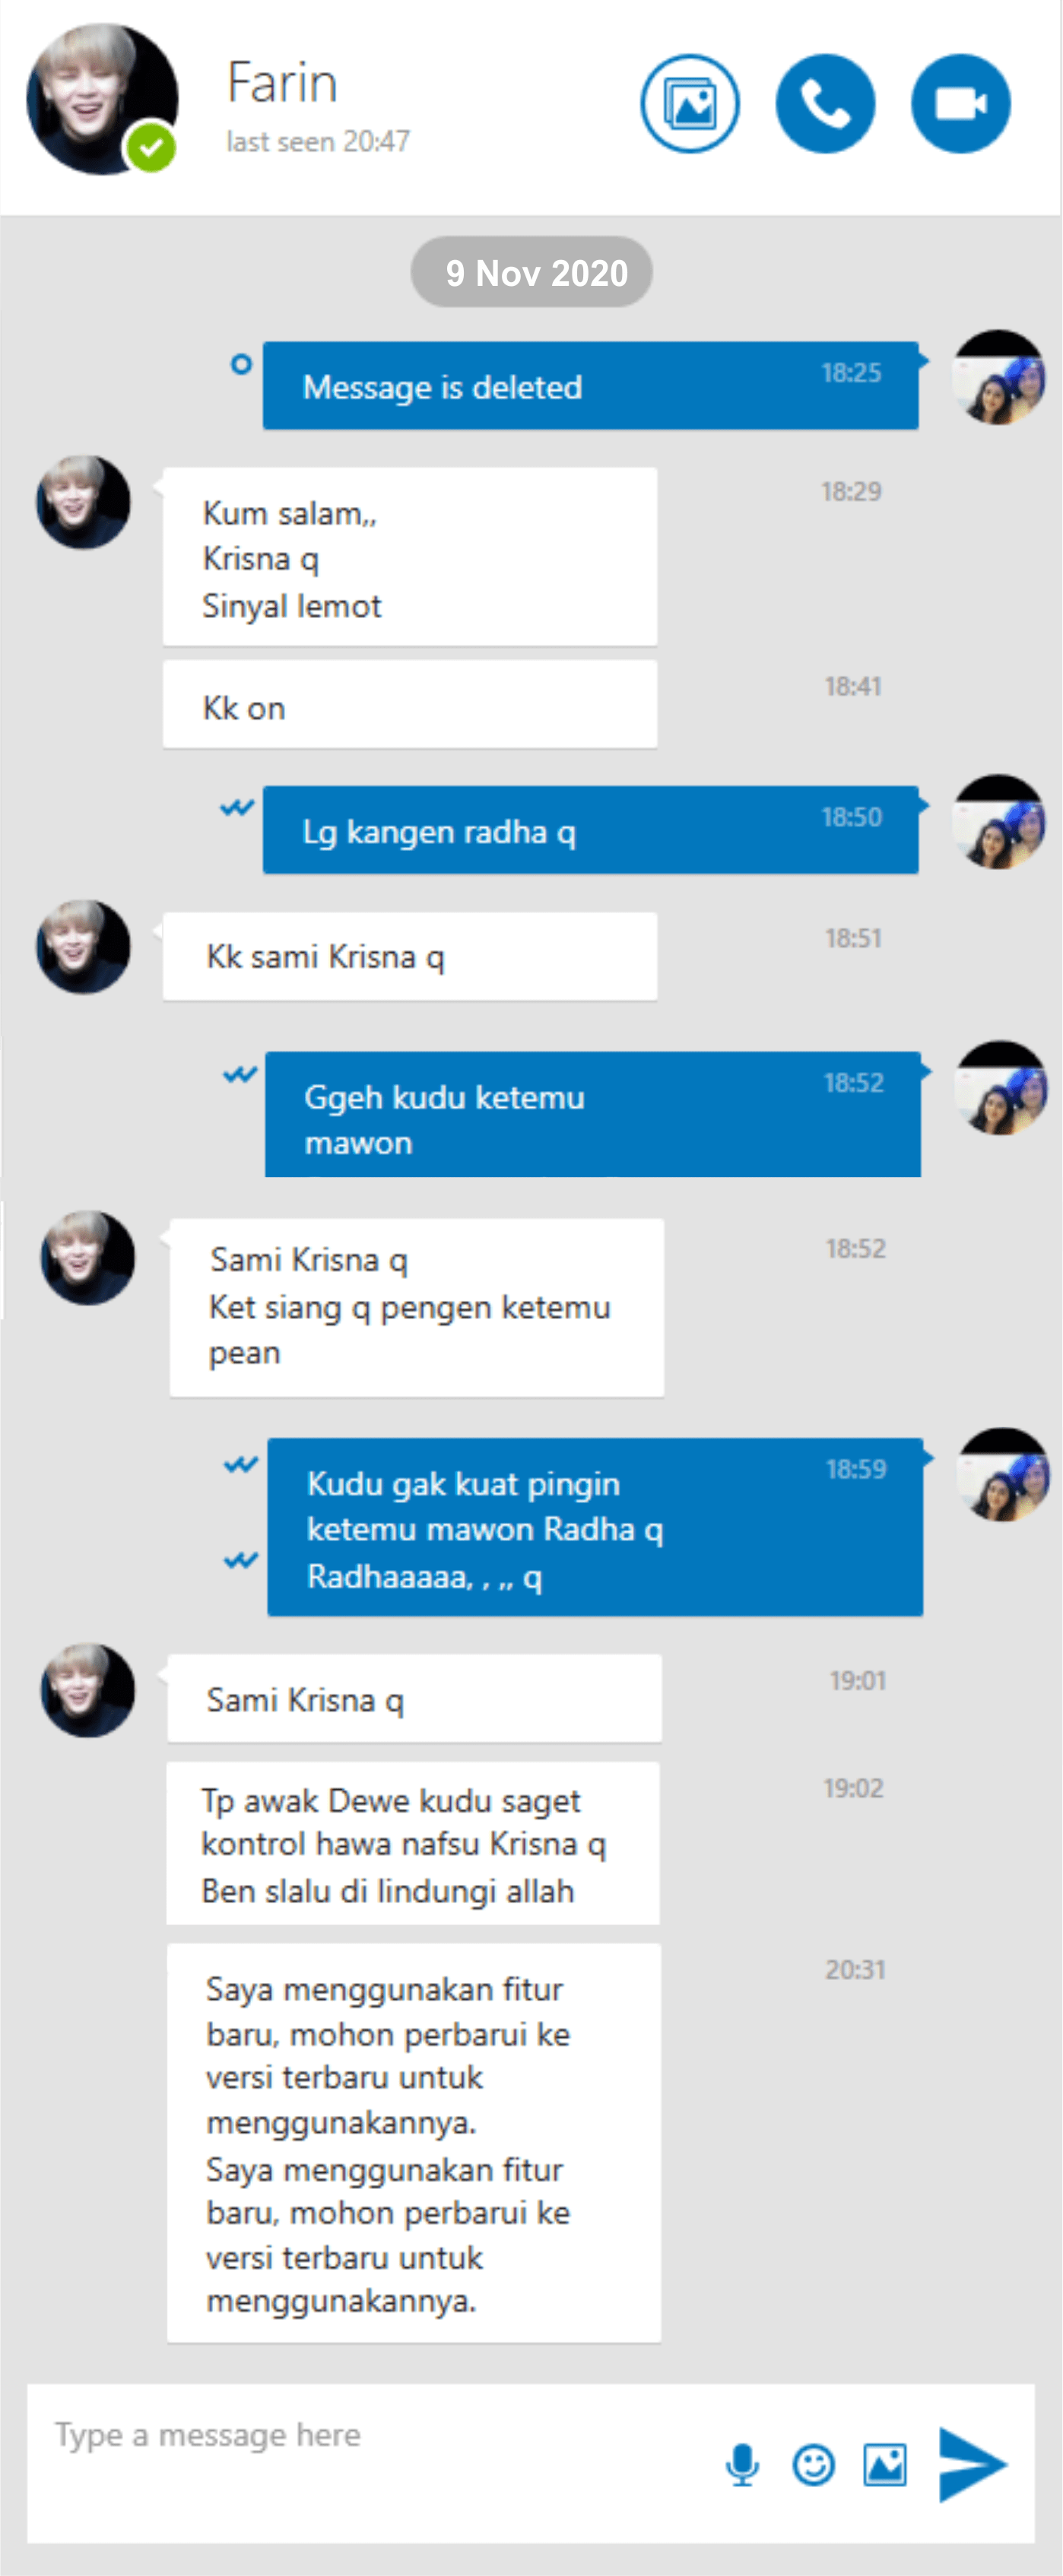 Farin
last seen 20:47
9 Nov 2020
Message is deleted
18:25
Kum salam,,
18:29
Krisna q
Sinyal lemot
Kk on
18:41
Lg kangen radha q
18:50
Kk sami Krisna q
18:51
Ggeh kudu ketemu
18:52
mawon
Sami Krisna q
18:52
Ket siang q pengen ketemu
pean
Kudu gak kuat pingin
18:59
ketemu mawon Radha q
Radhaaaaa, , ,, q
Sami Krisna q
19:01
Tp awak Dewe kudu saget
19:02
kontrol hawa nafsu Krisna q
Ben slalu di lindungi allah
Saya menggunakan fitur
20:31
baru, mohon perbarui ke
versi terbaru untuk
menggunakannya.
Saya menggunakan fitur
baru, mohon perbarui ke
versi terbaru untuk
menggunakannya.
Type a message here